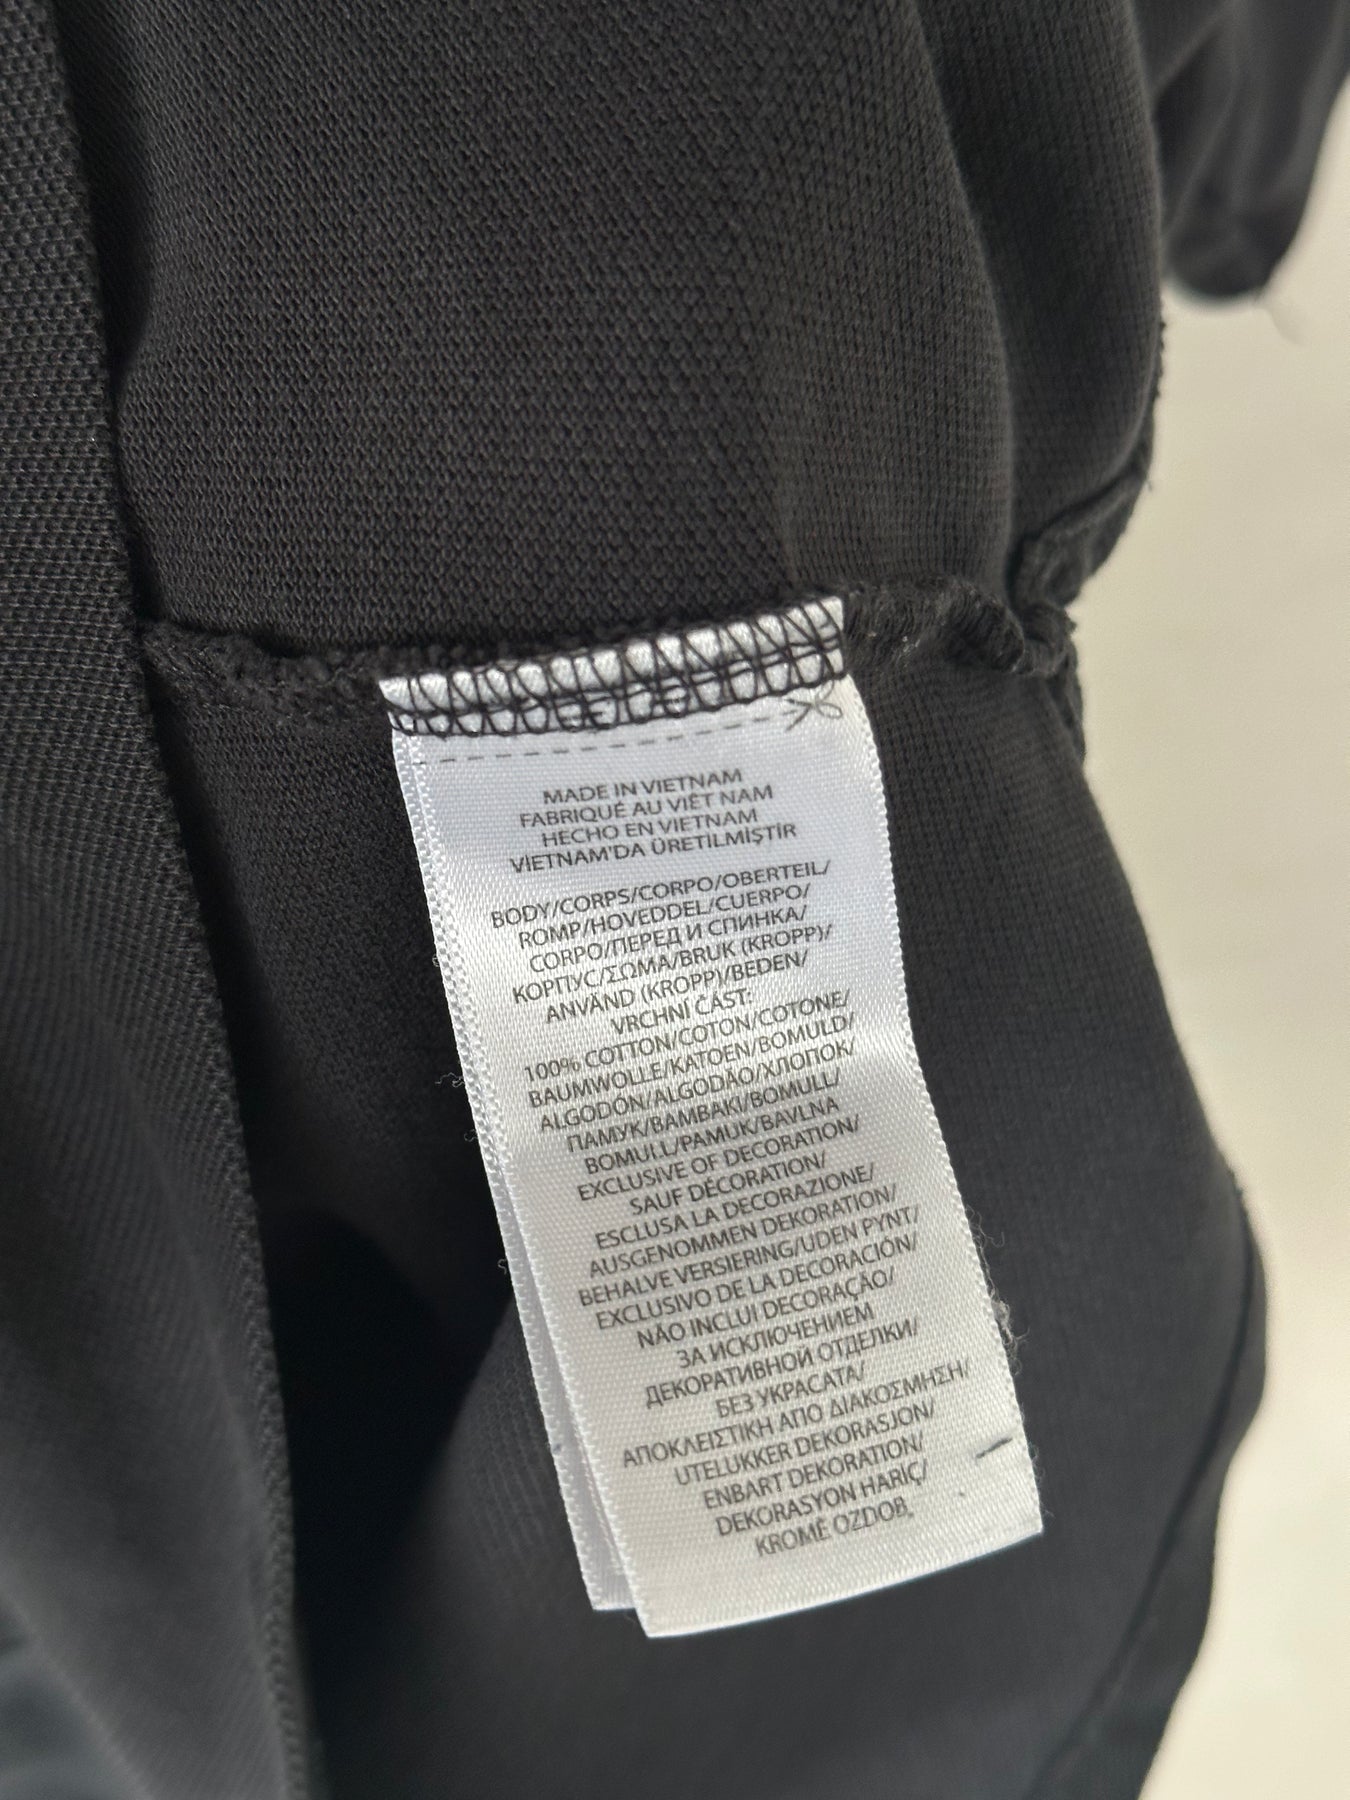 MADE IN VIETNAM
FABRIQUÉ AU VIÊT NAM
HECHO EN VIETNAM
VIETNAM'DA ÜRETILMIŞTIR
BODY/CORPS/CORPO/OBERTEIL/
ROMP/HOVEDDEL/CUERPO/
CORPO/ПЕРЕД И СПИНКА/
КОРПУС/ΣΩΜΑ/BRUK (KROPP)/
ANVÄND (KROPP)/BEDEN/
VRCHNÍ ČÁST:
100% COTTON/COTON/COTONE/
BAUMWOLLE/KATOEN/BOMULD/
ALGODÓN/ALGODÃO/ХЛОПОК/
ПАМУК/BAMBAKI/BOMULL/
BOMULL/PAMUK/BAVLNA
EXCLUSIVE OF DECORATION/
SAUF DÉCORATION/
ESCLUSA LA DECORAZIONE/
AUSGENOMMEN DEKORATION/
BEHALVE VERSIERING/UDEN PYNT/
EXCLUSIVO DE LA DECORACIÓN/
NÃO INCLUI DECORAÇÃO/
ЗА ИСКЛЮЧЕНИЕМ
ДЕКОРАТИВНОЙ ОТДЕЛКИ/
БЕЗ УКРАСАТА/
ΑΠΟΚΛΕΙΣΤΙΚΗ ΑΠΟ ΔΙΑΚΟΣΜΗΣΗ/
UTELUKKER DEKORASJON/
ENBART DEKORATION/
DEKORASYON HARIÇ/
KROMĚ OZDOB.